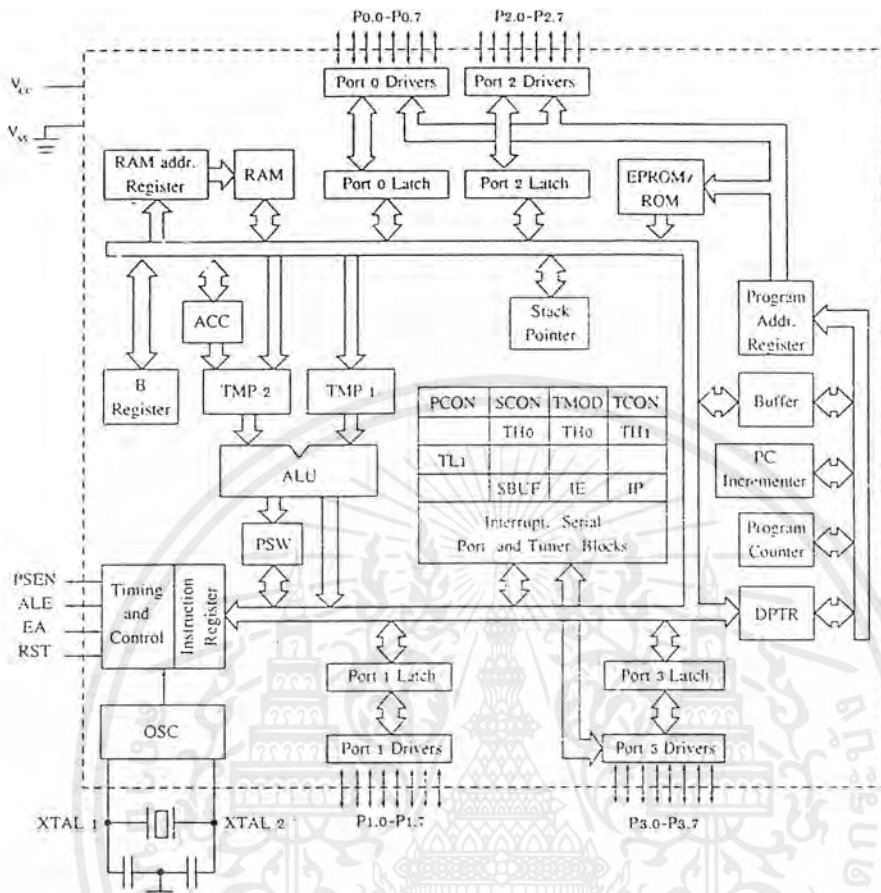 P0.0-P0.7
P2.0-P2.7
Vcc
Vss
Port 0 Drivers
Port 2 Drivers
RAM addr.
Register
RAM
Port 0 Latch
Port 2 Latch
EPROM/
ROM
ACC
Stack
Pointer
Program
Addr.
Register
B
Register
TMP 2
TMP 1
Buffer
PCON SCON TMOD TCON
TH0 TH0 TH1
TL1
SBUF IE IP
Interrupt, Serial
Port and Timer Blocks
ALU
PC
Incrementer
PSW
Program
Counter
PSEN
ALE
EA
RST
Timing
and
Control
Instruction
Register
DPTR
Port 1 Latch
Port 3 Latch
OSC
Port 1 Drivers
Port 3 Drivers
XTAL 1
XTAL 2
P1.0-P1.7
P3.0-P3.7